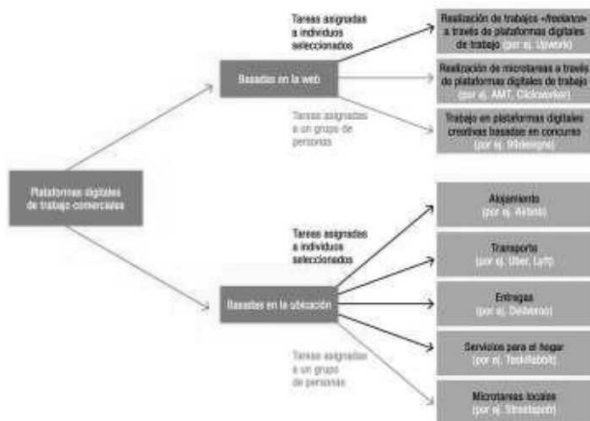 Tareas asignadas
a individuos
seleccionados
Realización de trabajos «freelance»
a través de plataformas digitales
de trabajo (por ej. Upwork)
Basadas en la web
Realización de microtareas a través
de plataformas digitales de trabajo
(por ej. AMT, Clickworker)
Tareas asignadas
a un grupo de
personas
Trabajo en plataformas digitales
creativas basadas en concurso
(por ej. 99designs)
Plataformas digitales
de trabajo comerciales
Tareas asignadas
a individuos
seleccionados
Alojamiento
(por ej. Airbnb)
Transporte
(por ej. Uber, Lyft)
Basadas en la ubicación
Entregas
(por ej. Deliveroo)
Servicios para el hogar
(por ej. TaskRabbit)
Tareas asignadas
a un grupo
de personas
Microtareas locales
(por ej. Streetspotr)